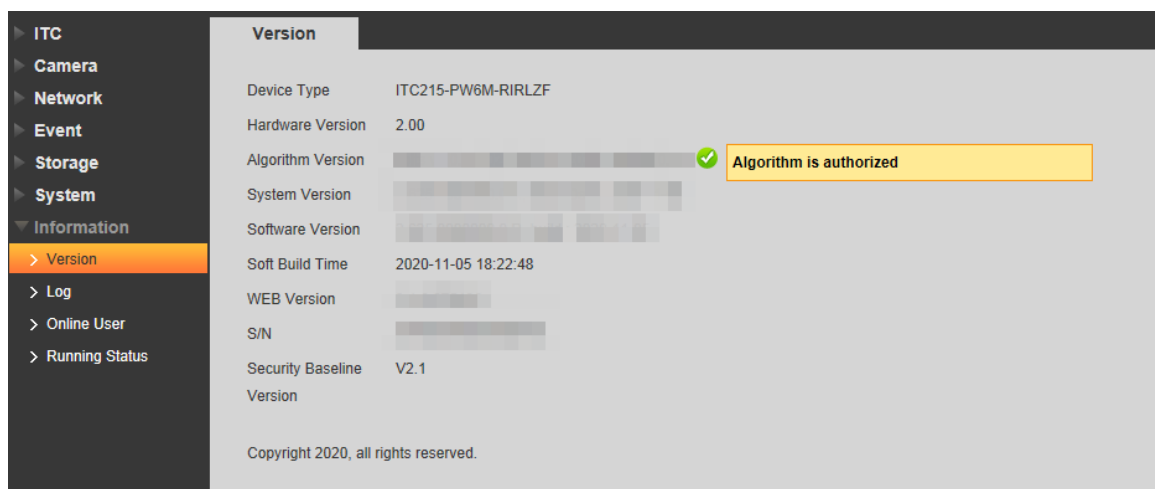 ITC
Camera
Network
Event
Storage
System
Information
Version
Log
Online User
Running Status
Version
Device Type ITC215-PW6M-RIRLZF
Hardware Version 2.00
Algorithm Version Algorithm is authorized
System Version
Software Version
Soft Build Time 2020-11-05 18:22:48
WEB Version
S/N
Security Baseline V2.1
Version
Copyright 2020, all rights reserved.